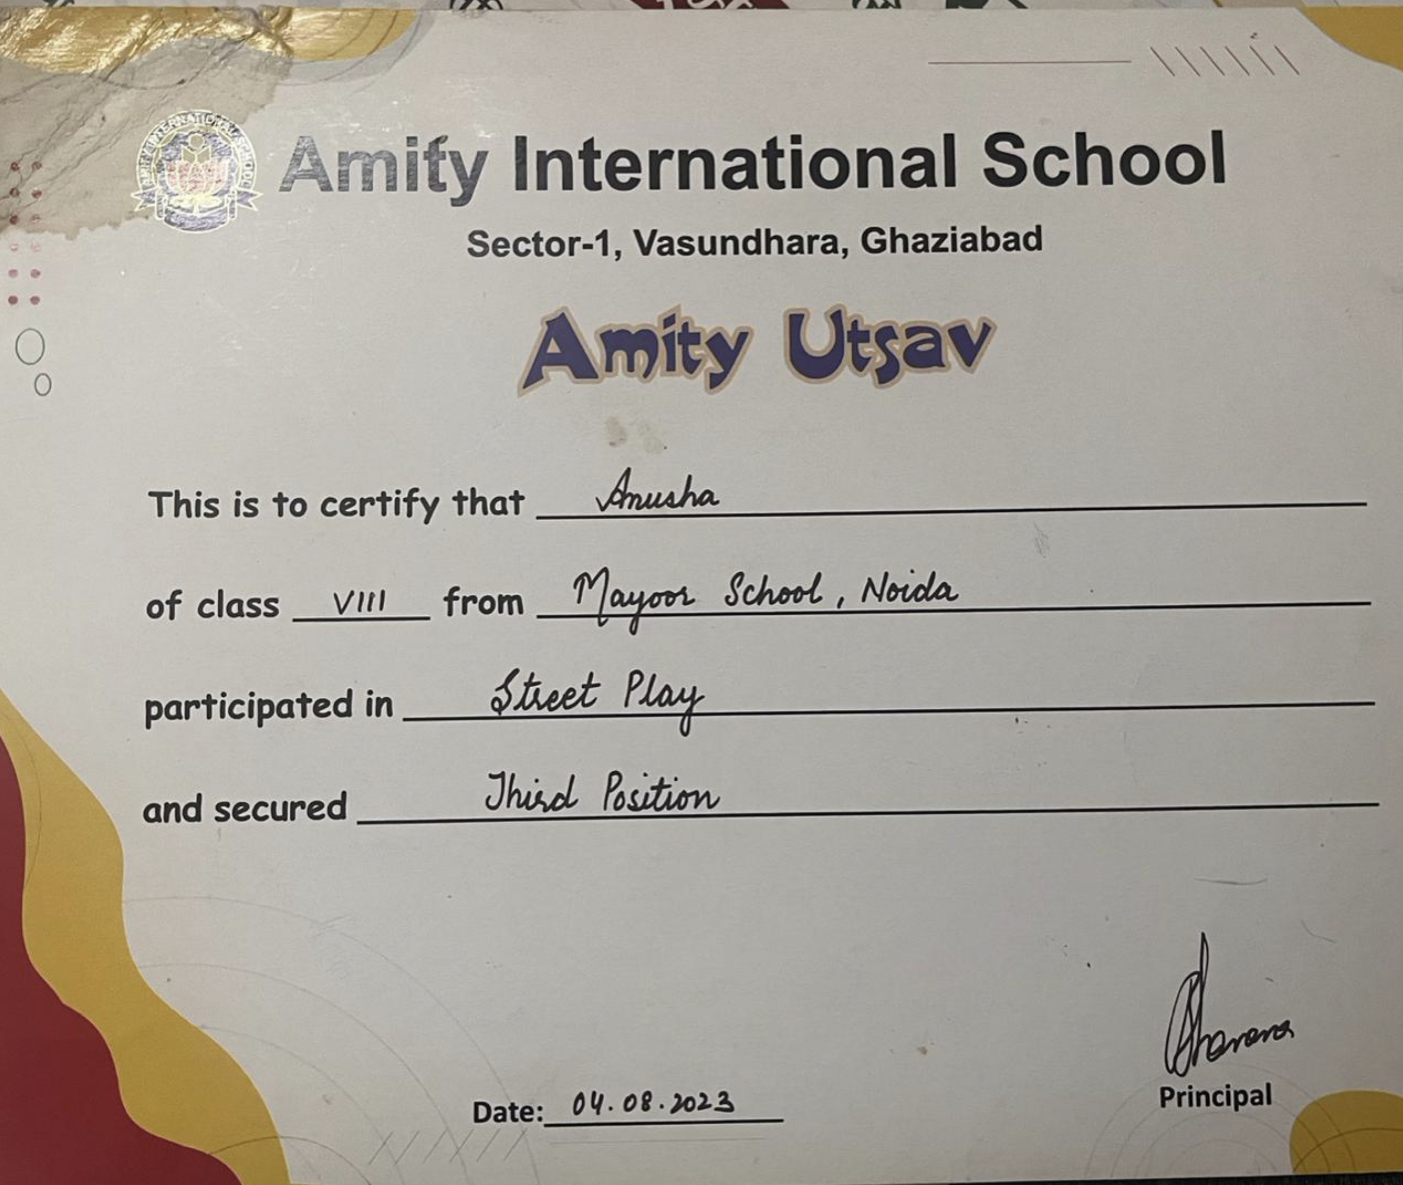 Amity International School
Sector-1, Vasundhara, Ghaziabad
Amity Utsav
This is to certify that Anusha
of class VIII from Mayoor School, Noida
participated in Street Play
and secured Third Position
Date: 04.08.2023
Principal